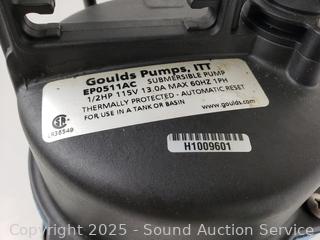 Goulds Pumps, ITT
SUBMERSIBLE PUMP
EP0511AC
1/2HP 115V 13.0A MAX 60HZ 1PH
THERMALLY PROTECTED - AUTOMATIC RESET
FOR USE IN A TANK OR BASIN
www.goulds.com
LR38549
H1009601
Copyright 2025 - Sound Auction Service